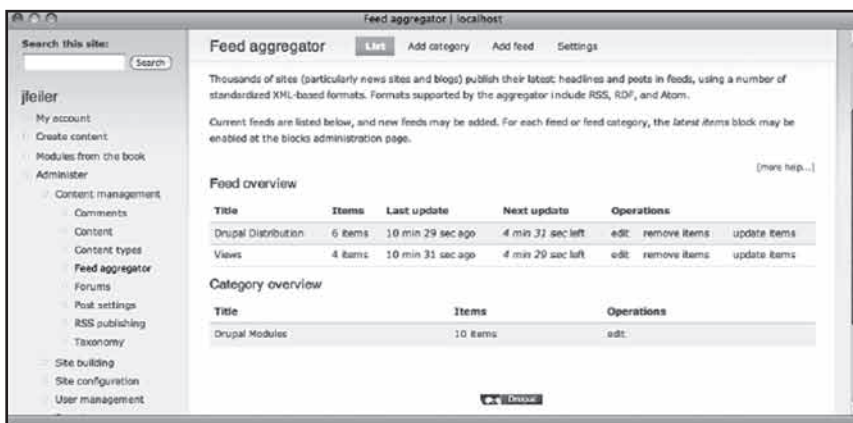 Feed aggregator | localhost
Search this site:
Search
jfeiler
My account
Create content
Modules from the book
Administer
Content management
Comments
Content
Content types
Feed aggregator
Forums
Post settings
RSS publishing
Taxonomy
Site building
Site configuration
User management
Feed aggregator List Add category Add feed Settings
Thousands of sites (particularly news sites and blogs) publish their latest headlines and posts in feeds, using a number of
standardized XML-based formats. Formats supported by the aggregator include RSS, RDF, and Atom.
Current feeds are listed below, and new feeds may be added. For each feed or feed category, the latest items block may be
enabled at the blocks administration page.
[more help...]
Feed overview
Title Items Last update Next update Operations
Drupal Distribution 6 items 10 min 29 sec ago 4 min 31 sec left edit remove items update items
Views 4 items 10 min 31 sec ago 4 min 29 sec left edit remove items update items
Category overview
Title Items Operations
Drupal Modules 10 items edit
Drupal